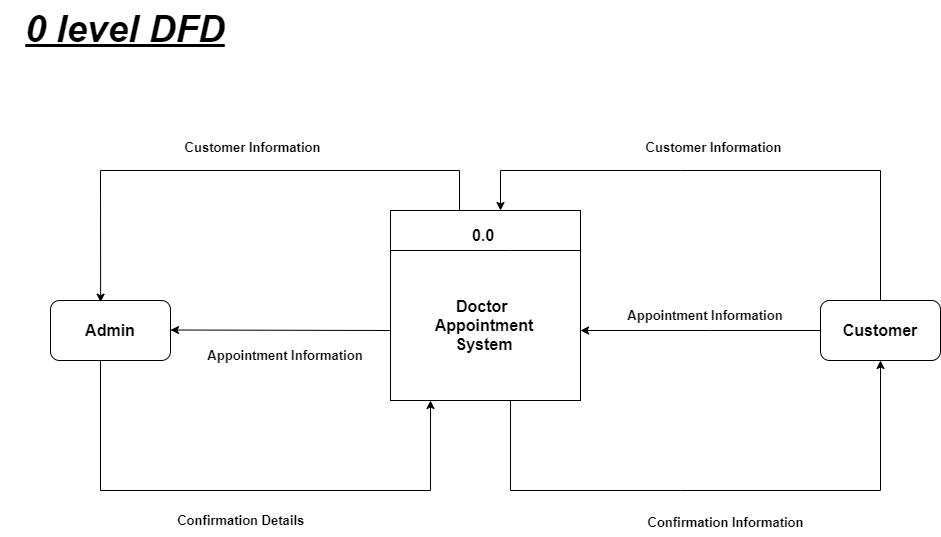 0 level DFD
Customer Information
Customer Information
0.0
Doctor
Appointment
System
Admin
Appointment Information
Customer
Appointment Information
Confirmation Details
Confirmation Information